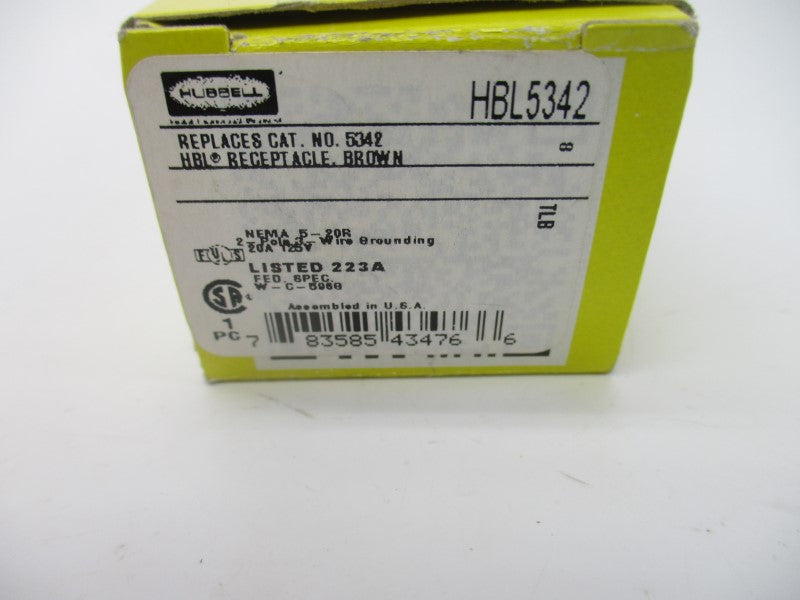 HUBBELL
HBL5342
REPLACES CAT. NO. 5342
HBL® RECEPTACLE, BROWN
8
TLB
NEMA 5-20R
2-Pole 3-Wire Grounding
20A 125V
LISTED 223A
FED. SPEC.
W-C-596G
Assembled in U.S.A.
1
PC
7 83585 43476 6